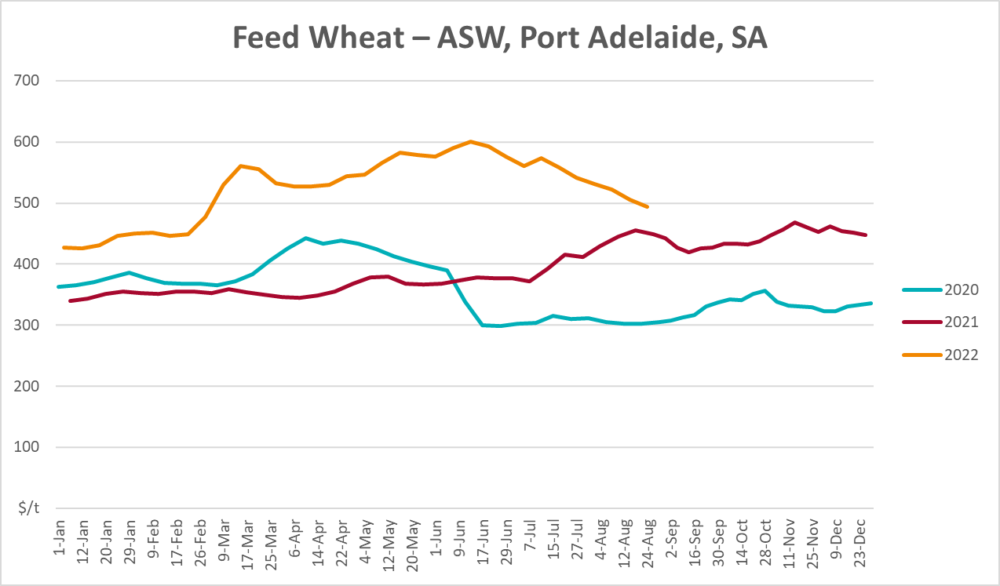 Feed Wheat – ASW, Port Adelaide, SA
700
600
500
400
300
200
100
$/t
1-Jan
12-Jan
20-Jan
29-Jan
9-Feb
17-Feb
26-Feb
9-Mar
17-Mar
25-Mar
6-Apr
14-Apr
22-Apr
4-May
12-May
20-May
1-Jun
9-Jun
17-Jun
29-Jun
7-Jul
15-Jul
27-Jul
4-Aug
12-Aug
24-Aug
2-Sep
16-Sep
30-Sep
14-Oct
28-Oct
11-Nov
25-Nov
9-Dec
23-Dec
2020
2021
2022